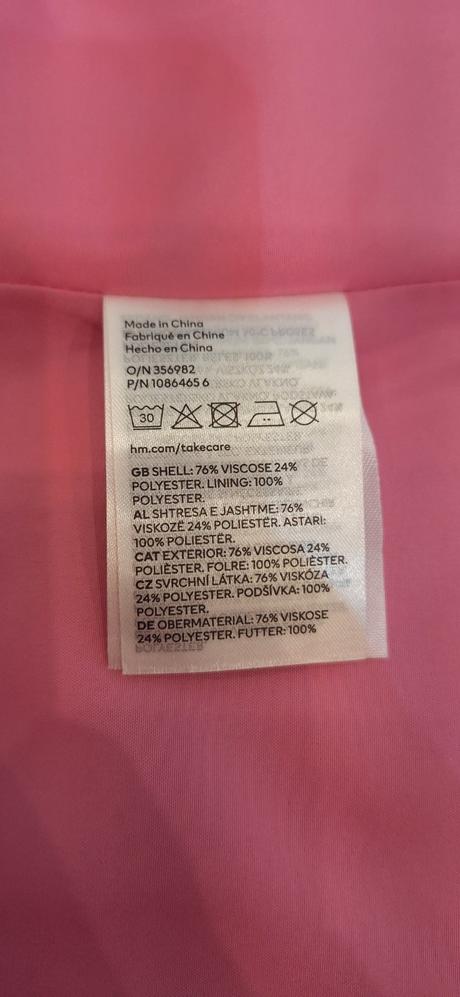 Made in China
Fabriqué en Chine
Hecho en China
O/N 356982
P/N 1086465 6
30
hm.com/takecare
GB SHELL: 76% VISCOSE 24%
POLYESTER. LINING: 100%
POLYESTER.
AL SHTRESA E JASHTME: 76%
VISKOZË 24% POLIESTËR. ASTARI:
100% POLIESTËR.
CAT EXTERIOR: 76% VISCOSA 24%
POLIÈSTER. FOLRE: 100% POLIÈSTER.
CZ SVRCHNÍ LÁTKA: 76% VISKÓZA
24% POLYESTER. PODŠÍVKA: 100%
POLYESTER.
DE OBERMATERIAL: 76% VISKOSE
24% POLYESTER. FUTTER: 100%
POLYESTER